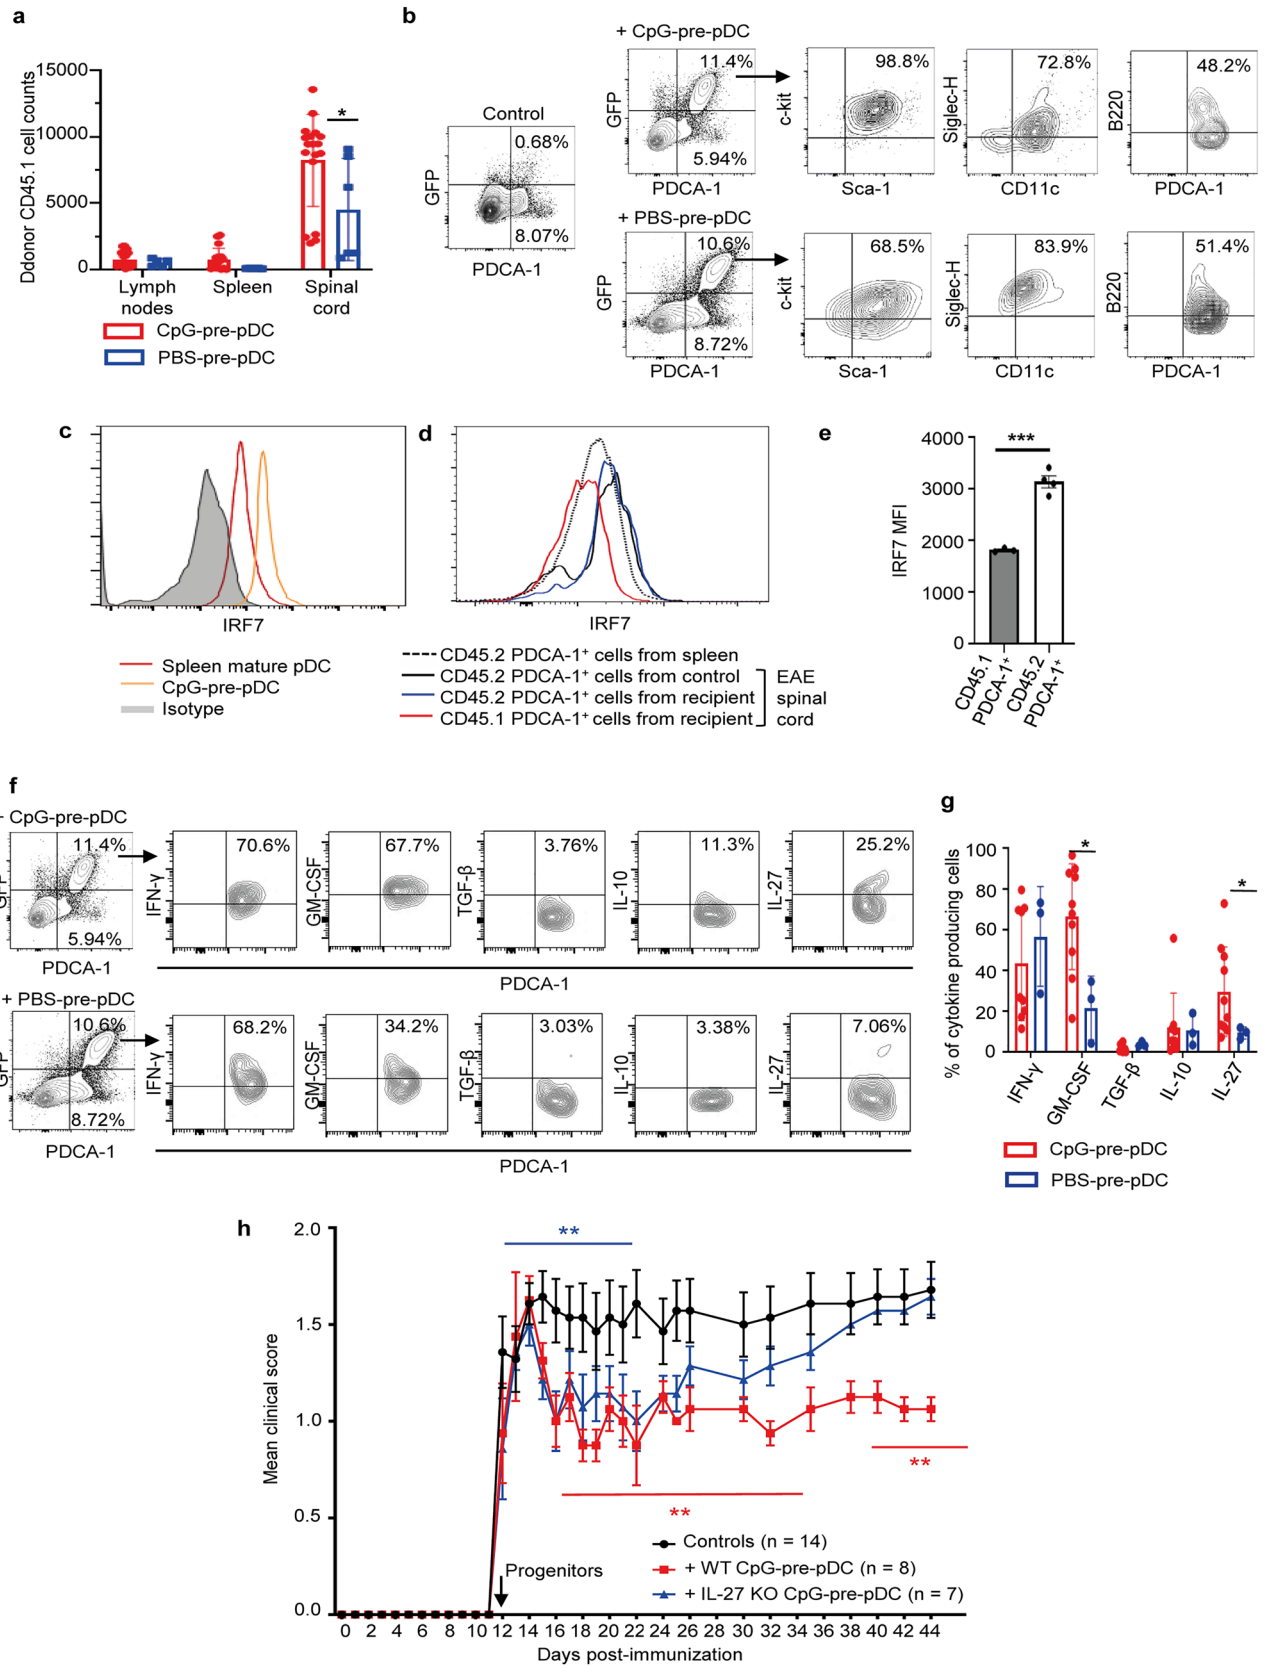 a
Ddonor CD45.1 cell counts
15000
10000
5000
0
*
Lymph nodes
Spleen
Spinal cord
CpG-pre-pDC
PBS-pre-pDC
b
Control
GFP
0.68%
8.07%
PDCA-1
+ CpG-pre-pDC
GFP
11.4%
5.94%
PDCA-1
c-kit
98.8%
Sca-1
Siglec-H
72.8%
CD11c
B220
48.2%
PDCA-1
+ PBS-pre-pDC
GFP
10.6%
8.72%
PDCA-1
c-kit
68.5%
Sca-1
Siglec-H
83.9%
CD11c
B220
51.4%
PDCA-1
c
IRF7
Spleen mature pDC
CpG-pre-pDC
Isotype
d
IRF7
CD45.2 PDCA-1⁺ cells from spleen
CD45.2 PDCA-1⁺ cells from control
CD45.2 PDCA-1⁺ cells from recipient
CD45.1 PDCA-1⁺ cells from recipient
EAE
spinal
cord
e
IRF7 MFI
4000
3000
2000
1000
0
***
CD45.1
PDCA-1⁺
CD45.2
PDCA-1⁺
f
+ CpG-pre-pDC
GFP
11.4%
5.94%
PDCA-1
IFN-γ
70.6%
GM-CSF
67.7%
TGF-β
3.76%
IL-10
11.3%
IL-27
25.2%
PDCA-1
+ PBS-pre-pDC
GFP
10.6%
8.72%
PDCA-1
IFN-γ
68.2%
GM-CSF
34.2%
TGF-β
3.03%
IL-10
3.38%
IL-27
7.06%
PDCA-1
g
% of cytokine producing cells
100
80
60
40
20
0
*
*
IFN-γ
GM-CSF
TGF-β
IL-10
IL-27
CpG-pre-pDC
PBS-pre-pDC
h
Mean clinical score
2.0
1.5
1.0
0.5
0.0
**
**
**
Progenitors
Controls (n = 14)
+ WT CpG-pre-pDC (n = 8)
+ IL-27 KO CpG-pre-pDC (n = 7)
0 2 4 6 8 10 12 14 16 18 20 22 24 26 28 30 32 34 36 38 40 42 44
Days post-immunization